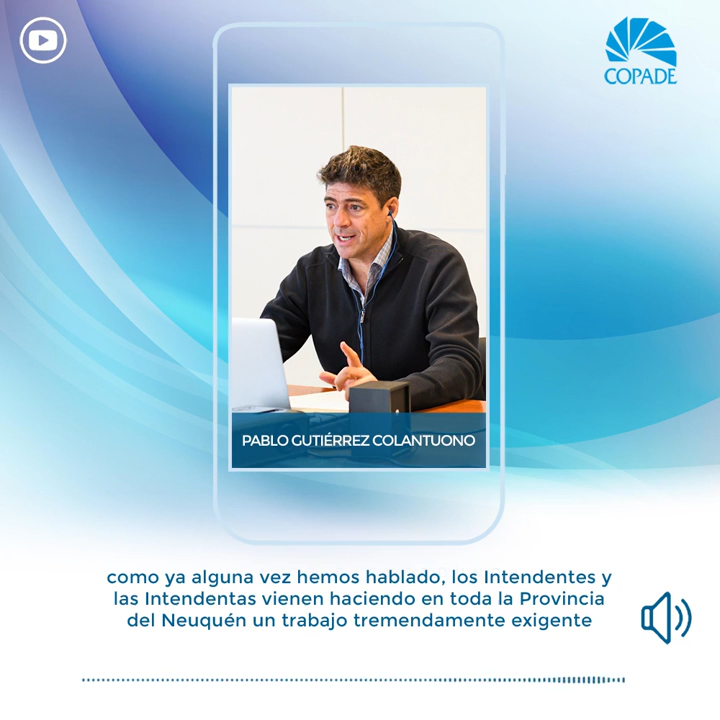 COPADE
PABLO GUTIÉRREZ COLANTUONO
como ya alguna vez hemos hablado, los Intendentes y
las Intendentas vienen haciendo en toda la Provincia
del Neuquén un trabajo tremendamente exigente